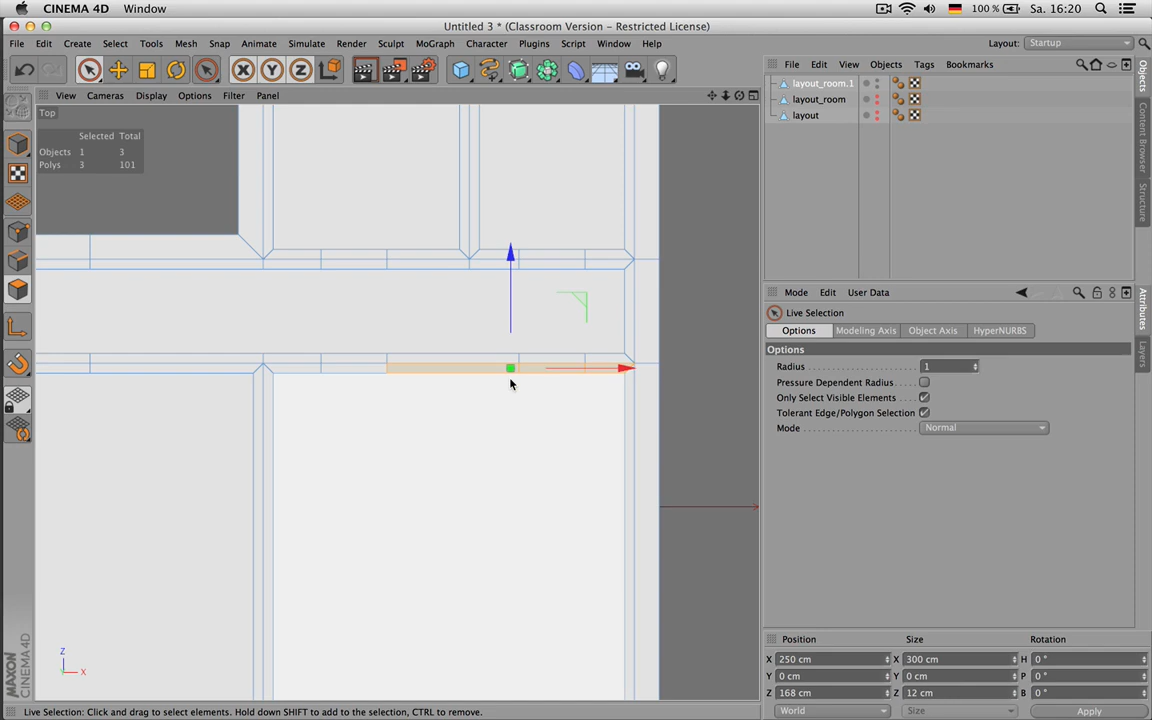 CINEMA 4D Window 100 % Sa. 16:20
Untitled 3 * (Classroom Version - Restricted License)
File Edit Create Select Tools Mesh Snap Animate Simulate Render Sculpt MoGraph Character Plugins Script Window Help Layout: Startup
X Y Z
View Cameras Display Options Filter Panel
Top
Selected Total
Objects 1 3
Polys 3 101
File Edit View Objects Tags Bookmarks
layout_room.1
layout_room
layout
Objects
Content Browser
Structure
Mode Edit User Data
Live Selection
Options Modeling Axis Object Axis HyperNURBS
Options
Radius 1
Pressure Dependent Radius
Only Select Visible Elements
Tolerant Edge/Polygon Selection
Mode Normal
Attributes
Layers
Z
X
MAXON
CINEMA 4D
Position Size Rotation
X 250 cm X 300 cm H 0 °
Y 0 cm Y 0 cm P 0 °
Z 168 cm Z 12 cm B 0 °
World Size Apply
Live Selection: Click and drag to select elements. Hold down SHIFT to add to the selection, CTRL to remove.